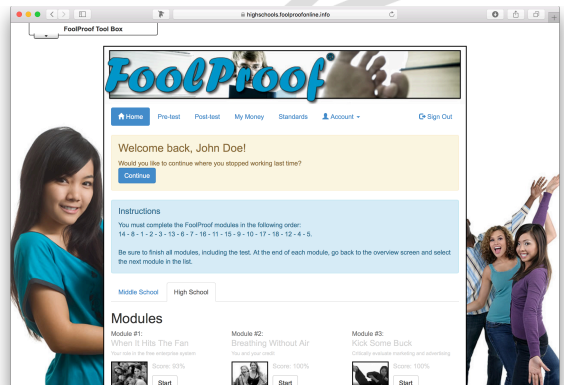 highschools.foolproofonline.info
FoolProof Tool Box
FoolProof
Home Pre-test Post-test My Money Standards Account Sign Out
Welcome back, John Doe!
Would you like to continue where you stopped working last time?
Continue
Instructions
You must complete the FoolProof modules in the following order:
14 - 8 - 1 - 2 - 3 - 13 - 6 - 7 - 16 - 11 - 15 - 9 - 10 - 17 - 18 - 12 - 4 - 5.
Be sure to finish all modules, including the test. At the end of each module, go back to the overview screen and select
the next module in the list.
Middle School High School
Modules
Module #1: Module #2: Module #3:
When It Hits The Fan Breathing Without Air Kick Some Buck
Your role in the free enterprise system You and your credit Critically evaluate marketing and advertising
Score: 93% Score: 100% Score: 100%
Start Start Start